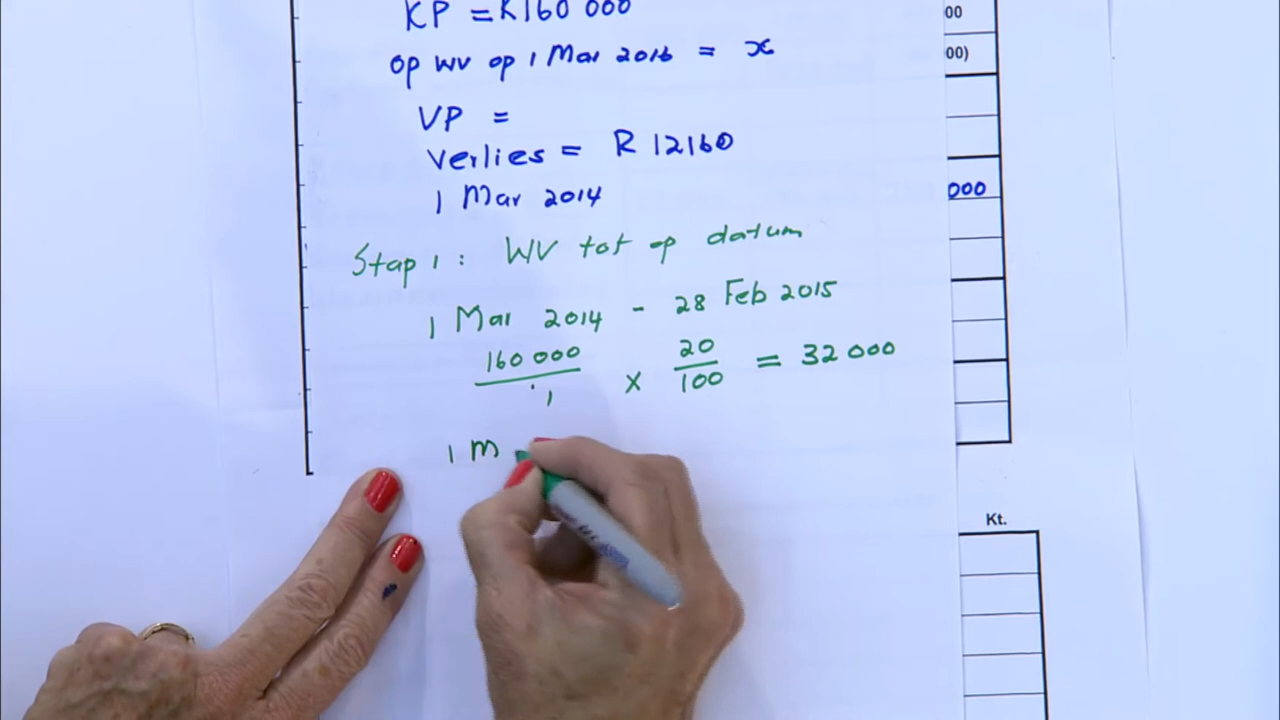 KP = R160 000
op WV op 1 Mar 2016 = x
VP =
Verlies = R 12160
1 Mar 2014
Stap 1 : WV tot op datum
1 Mar 2014 - 28 Feb 2015
160 000 / 1 x 20 / 100 = 32 000
1 M
00
00)
000
Kt.